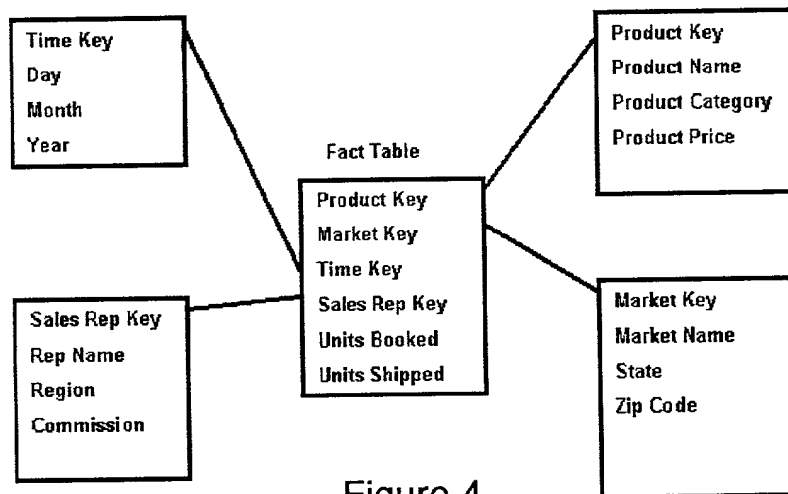 Time Key
Day
Month
Year
Product Key
Product Name
Product Category
Product Price
Fact Table
Product Key
Market Key
Time Key
Sales Rep Key
Units Booked
Units Shipped
Sales Rep Key
Rep Name
Region
Commission
Market Key
Market Name
State
Zip Code
Figure 4